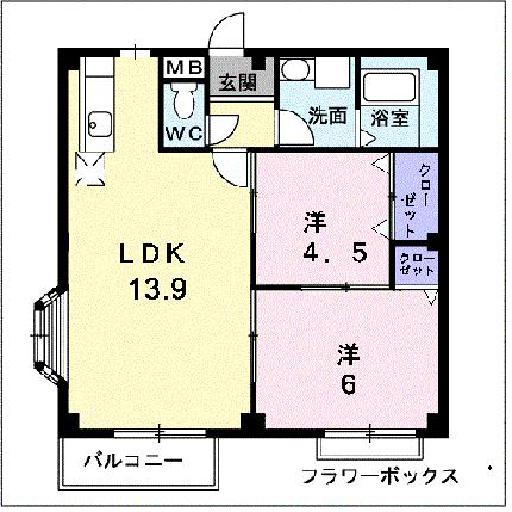 MB
玄関
WC
洗面
浴室
クローゼット
洋
4.5
LDK
13.9
クローゼット
洋
6
バルコニー
フラワーボックス